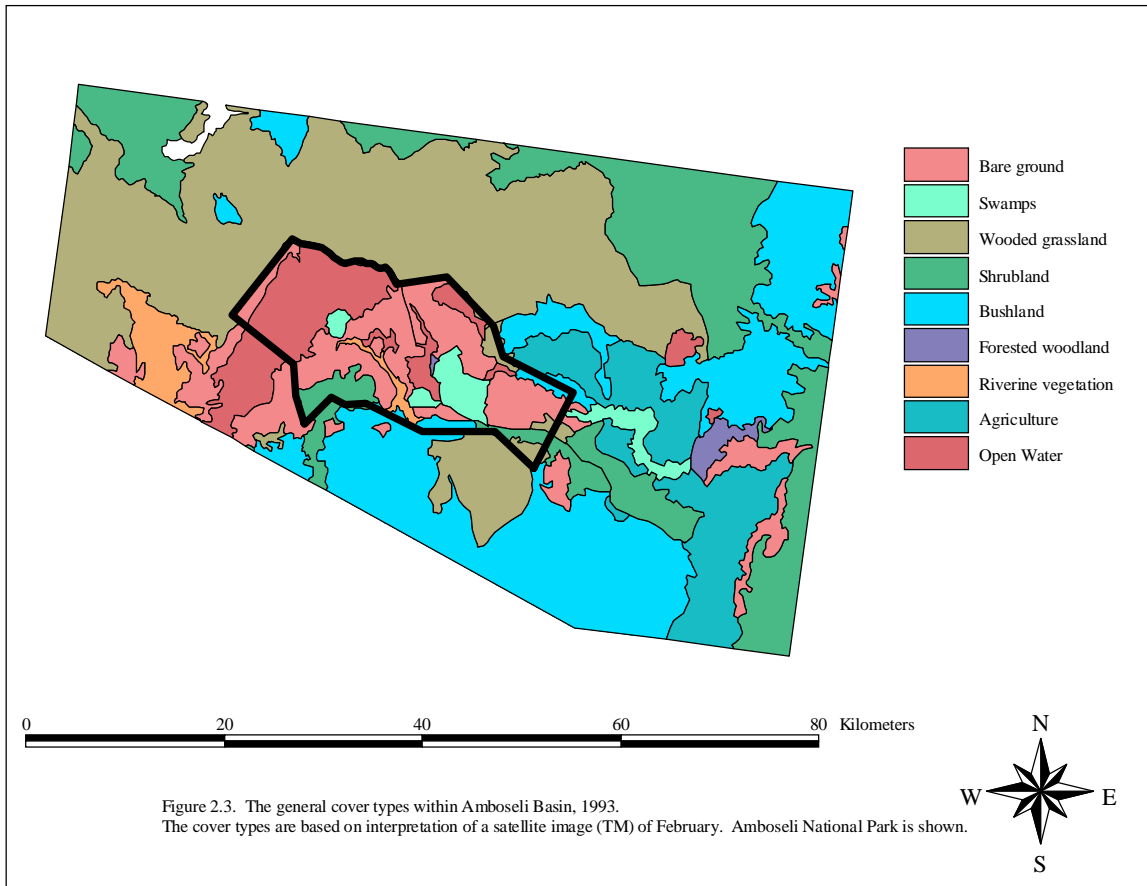 Bare ground
Swamps
Wooded grassland
Shrubland
Bushland
Forested woodland
Riverine vegetation
Agriculture
Open Water
0 20 40 60 80 Kilometers
N
W E
S
Figure 2.3. The general cover types within Amboseli Basin, 1993.
The cover types are based on interpretation of a satellite image (TM) of February. Amboseli National Park is shown.